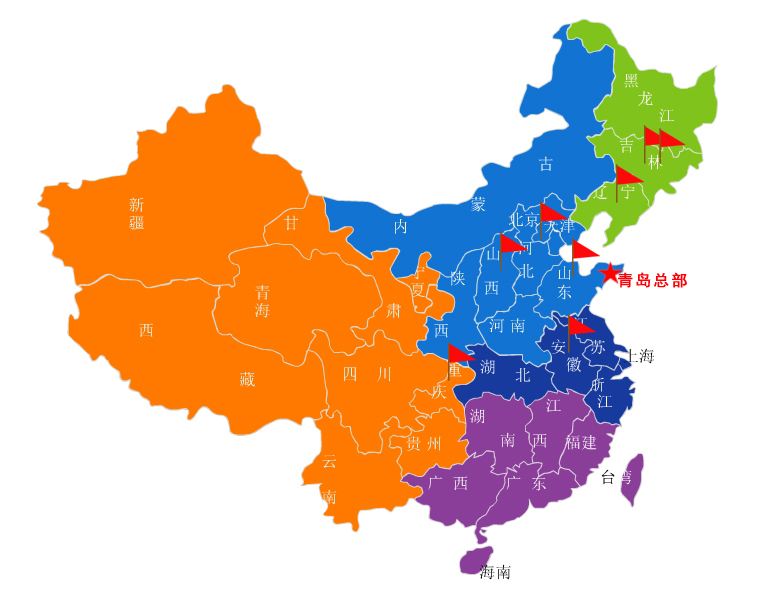 黑
龙
江
吉
林
辽 宁
古
蒙
内
新
疆
甘
北京
天津
山
河
北
西
宁
夏
陕
山
东
青岛总部
青
海
肃
西
河南
江
苏
安
徽
上海
西
藏
四 川
重
庆
湖
北
浙
江
湖
南
江
西
福建
贵州
云
南
广 西
广 东
台湾
海南